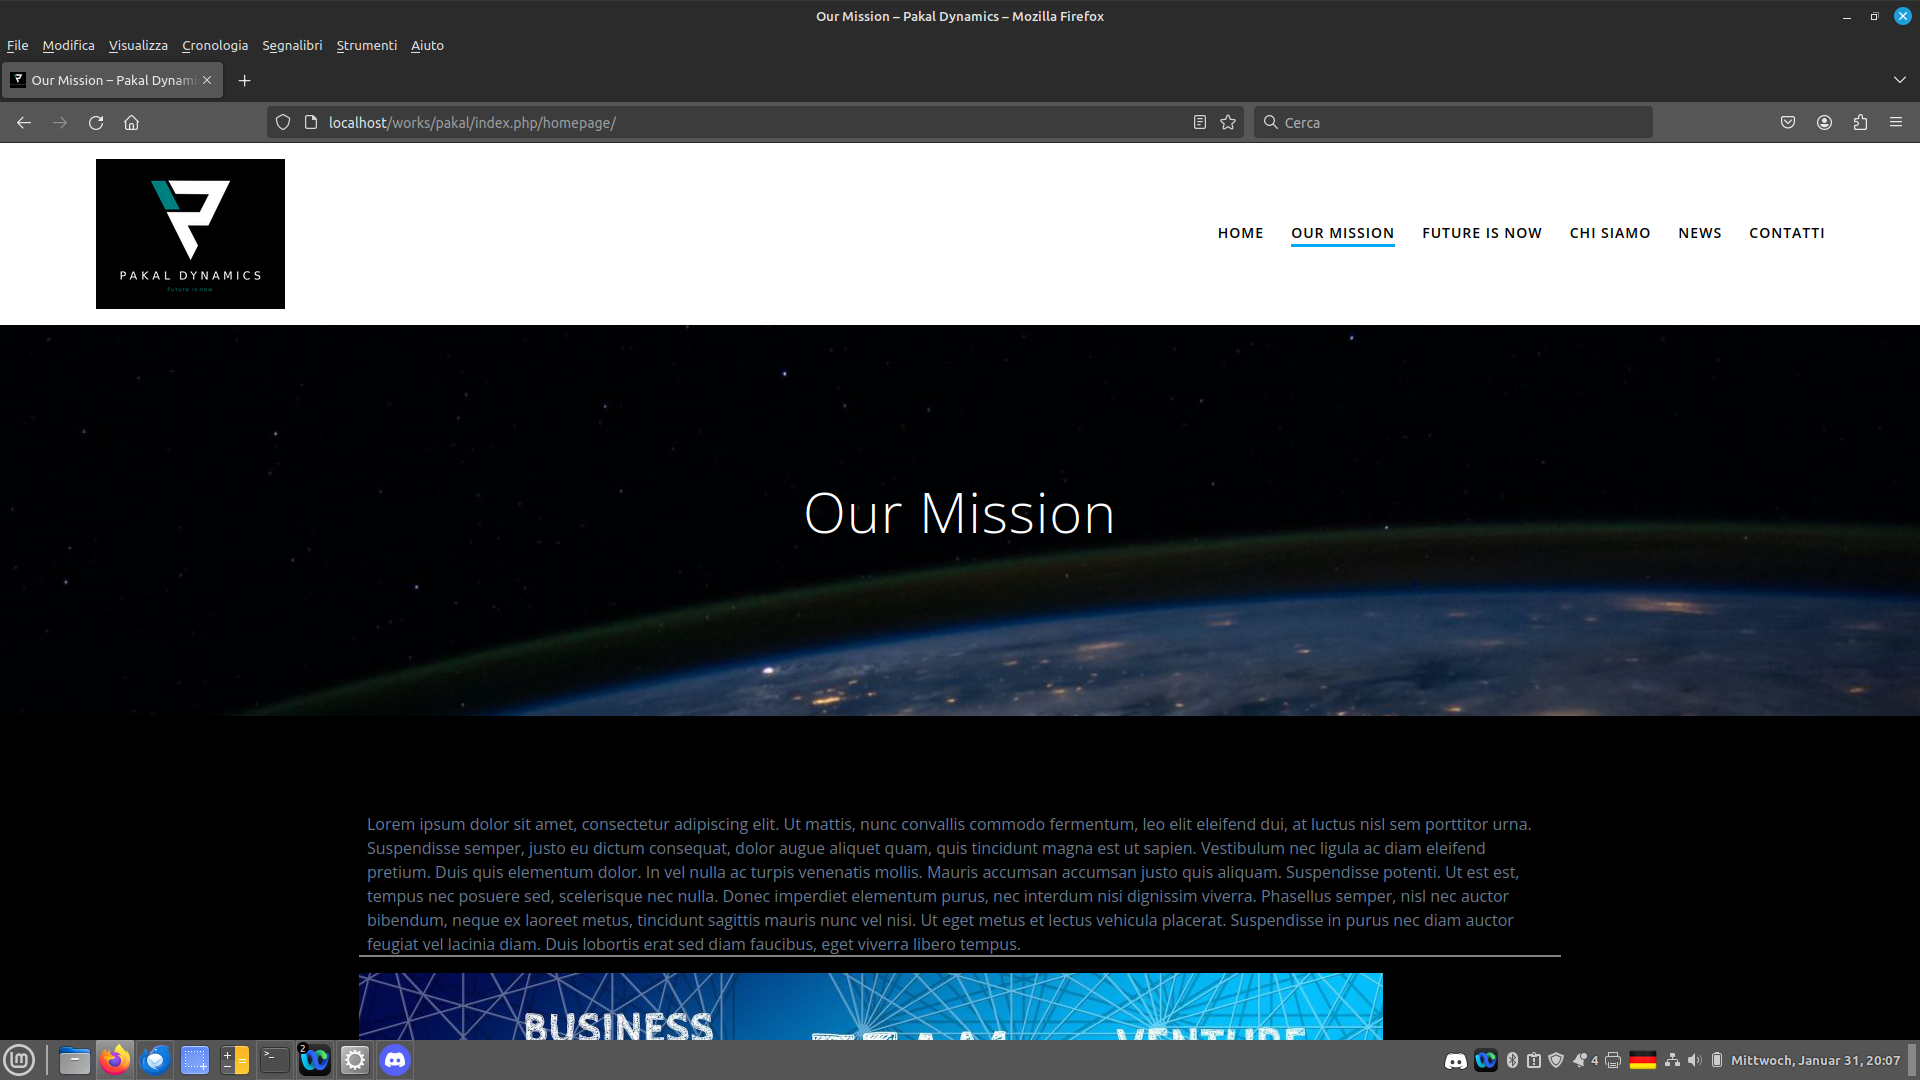 Our Mission – Pakal Dynamics – Mozilla Firefox
File Modifica Visualizza Cronologia Segnalibri Strumenti Aiuto
Our Mission – Pakal Dynam
localhost/works/pakal/index.php/homepage/
Cerca
PAKAL DYNAMICS
Future is now
HOME OUR MISSION FUTURE IS NOW CHI SIAMO NEWS CONTATTI
Our Mission
Lorem ipsum dolor sit amet, consectetur adipiscing elit. Ut mattis, nunc convallis commodo fermentum, leo elit eleifend dui, at luctus nisl sem porttitor urna.
Suspendisse semper, justo eu dictum consequat, dolor augue aliquet quam, quis tincidunt magna est ut sapien. Vestibulum nec ligula ac diam eleifend
pretium. Duis quis elementum dolor. In vel nulla ac turpis venenatis mollis. Mauris accumsan accumsan justo quis aliquam. Suspendisse potenti. Ut est est,
tempus nec posuere sed, scelerisque nec nulla. Donec imperdiet elementum purus, nec interdum nisi dignissim viverra. Phasellus semper, nisl nec auctor
bibendum, neque ex laoreet metus, tincidunt sagittis mauris nunc vel nisi. Ut eget metus et lectus vehicula placerat. Suspendisse in purus nec diam auctor
feugiat vel lacinia diam. Duis lobortis erat sed diam faucibus, eget viverra libero tempus.
BUSINESS
VENTURE
2
4
Mittwoch, Januar 31, 20:07